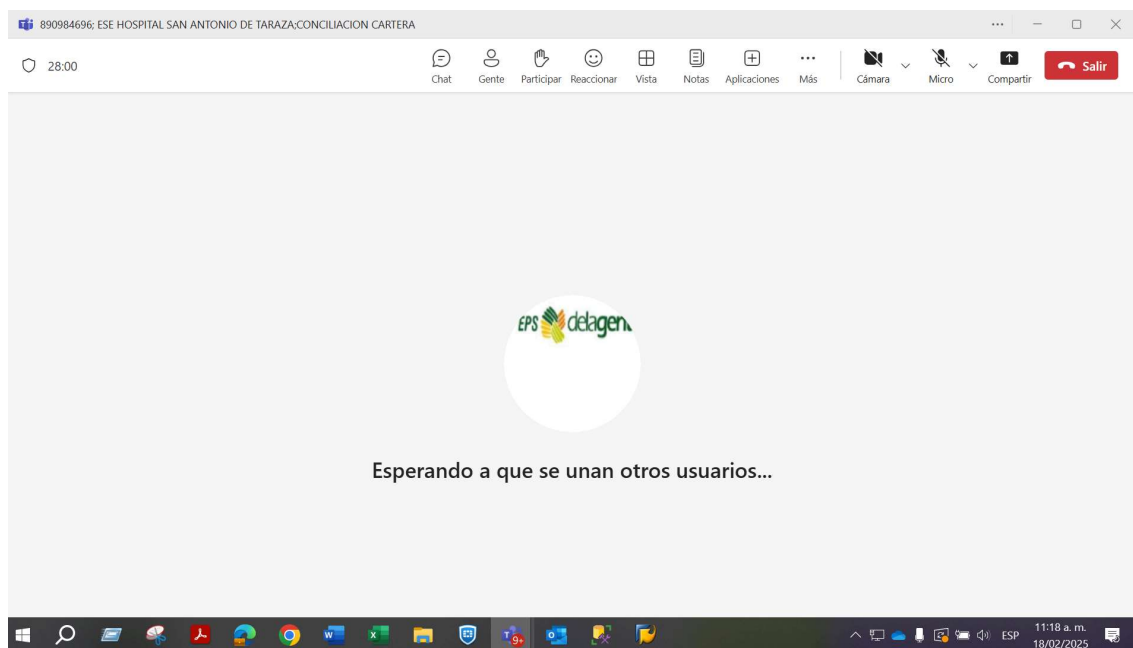 890984696; ESE HOSPITAL SAN ANTONIO DE TARAZA;CONCILIACION CARTERA
28:00
Chat Gente Participar Reaccionar Vista Notas Aplicaciones Más Cámara Micro Compartir Salir
EPS delagen
Esperando a que se unan otros usuarios...
9+
ESP
11:18 a. m.
18/02/2025